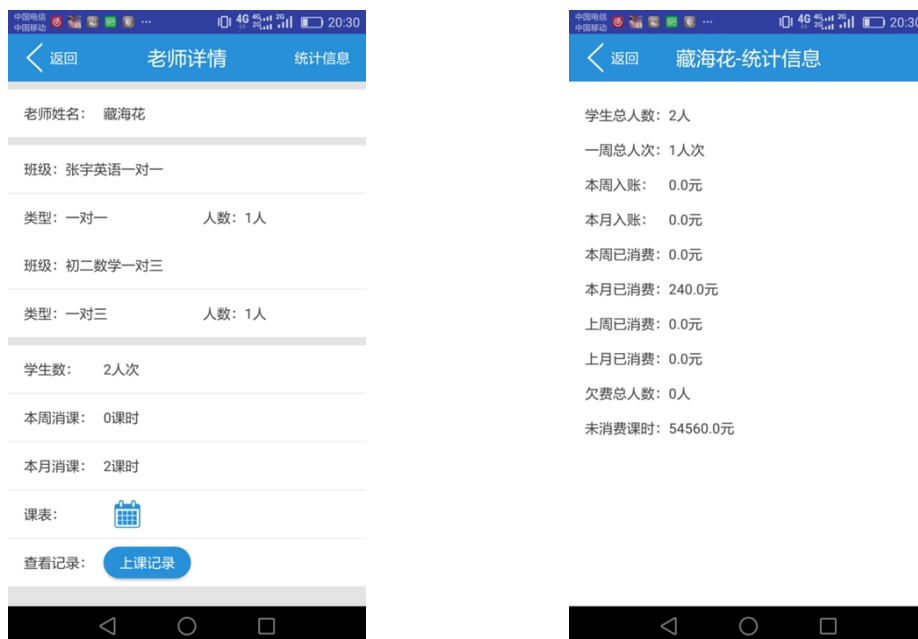 中国电信
中国移动
4G 4G 2G 2G 20:30
返回 老师详情 统计信息
老师姓名： 藏海花
班级：张宇英语一对一
类型：一对一 人数：1人
班级：初二数学一对三
类型：一对三 人数：1人
学生数： 2人次
本周消课： 0课时
本月消课： 2课时
课表：
查看记录： 上课记录
中国电信
中国移动
4G 4G 2G 2G 20:30
返回 藏海花-统计信息
学生总人数：2人
一周总人次：1人次
本周入账： 0.0元
本月入账： 0.0元
本周已消费：0.0元
本月已消费：240.0元
上周已消费：0.0元
上月已消费：0.0元
欠费总人数：0人
未消费课时：54560.0元